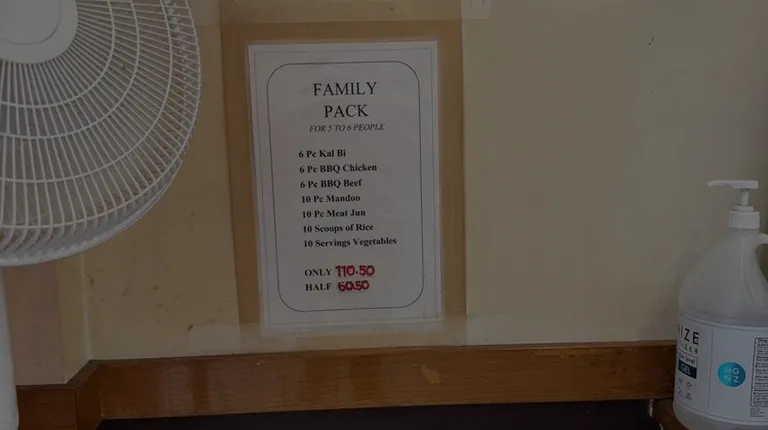 FAMILY
PACK
FOR 5 TO 6 PEOPLE
6 Pc Kal Bi
6 Pc BBQ Chicken
6 Pc BBQ Beef
10 Pc Mandoo
10 Pc Meat Jun
10 Scoops of Rice
10 Servings Vegetables
ONLY 110.50
HALF 60.50
GEL